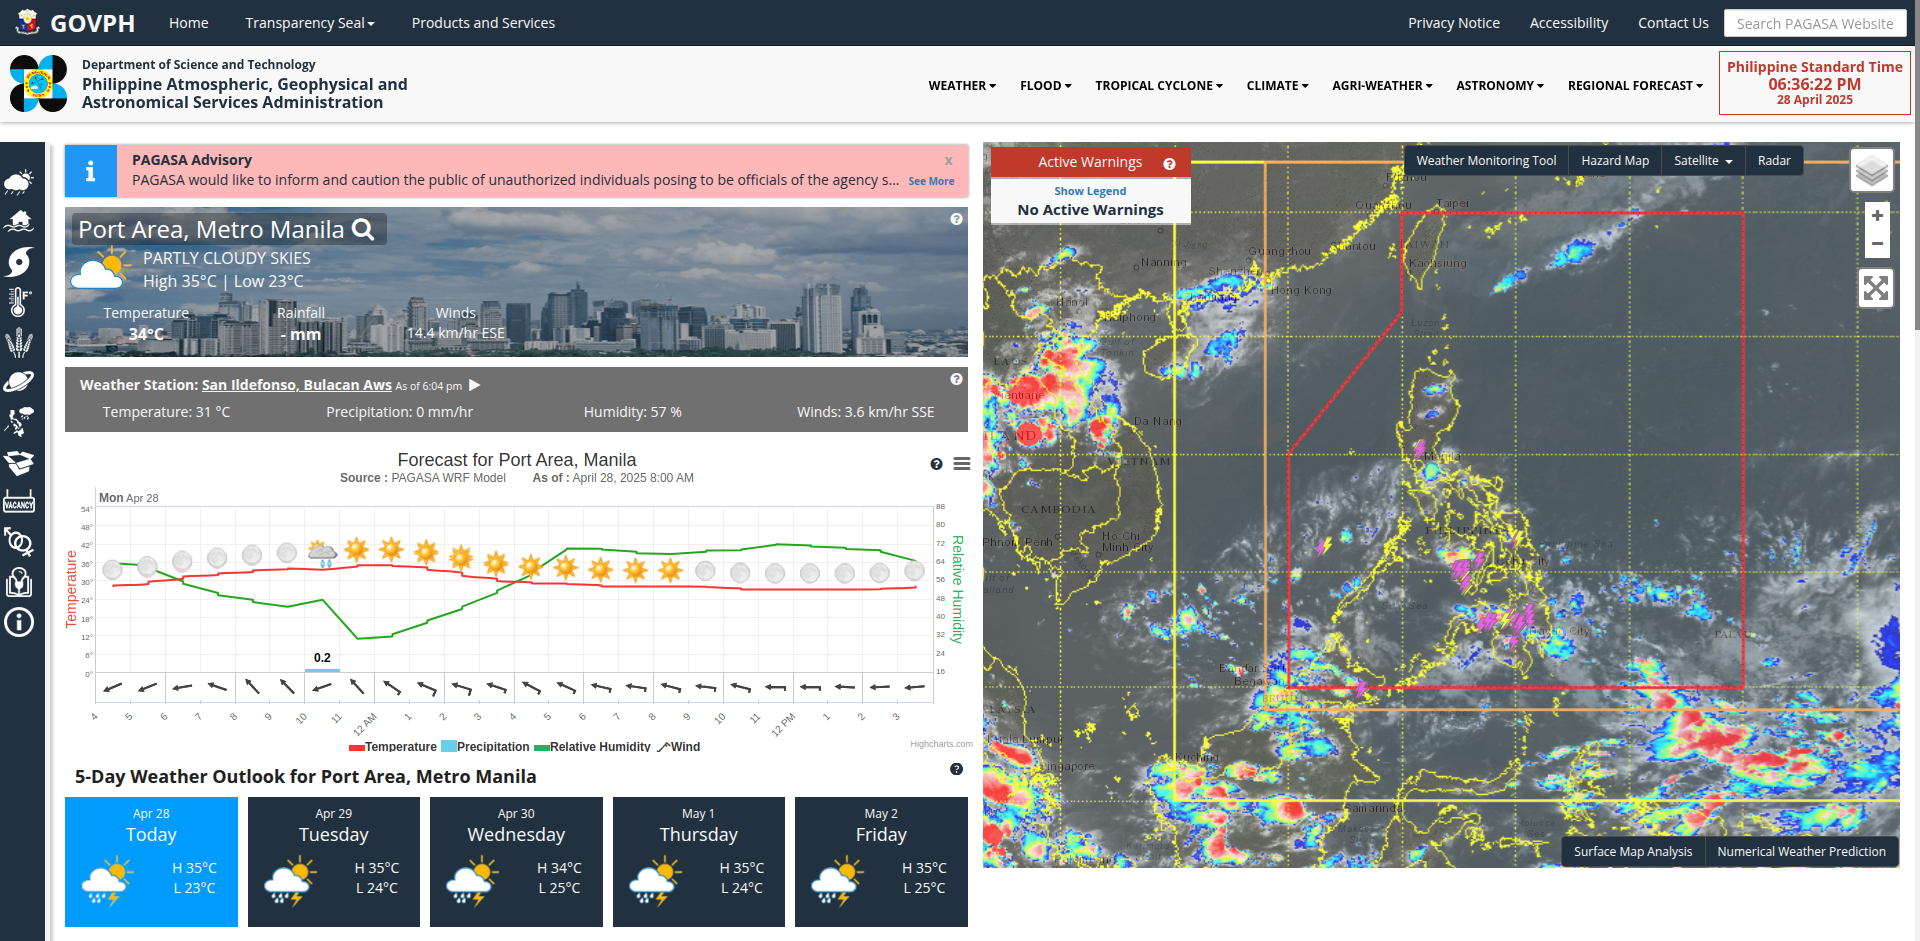 GOVPH
Home
Transparency Seal
Products and Services
Privacy Notice
Accessibility
Contact Us
Search PAGASA Website
Department of Science and Technology
Philippine Atmospheric, Geophysical and
Astronomical Services Administration
WEATHER
FLOOD
TROPICAL CYCLONE
CLIMATE
AGRI-WEATHER
ASTRONOMY
REGIONAL FORECAST
Philippine Standard Time
06:36:22 PM
28 April 2025
VACANCY
PAGASA Advisory
x
PAGASA would like to inform and caution the public of unauthorized individuals posing to be officials of the agency s...
See More
Port Area, Metro Manila
PARTLY CLOUDY SKIES
High 35°C | Low 23°C
Temperature
34°C
Rainfall
- mm
Winds
14.4 km/hr ESE
Weather Station: San Ildefonso, Bulacan Aws As of 6:04 pm
Temperature: 31 °C
Precipitation: 0 mm/hr
Humidity: 57 %
Winds: 3.6 km/hr SSE
Forecast for Port Area, Manila
Source : PAGASA WRF Model As of : April 28, 2025 8:00 AM
Mon Apr 28
Temperature
54°
48°
42°
36°
30°
24°
18°
12°
6°
0°
88
80
72
64
56
48
40
32
24
16
Relative Humidity
0.2
4 5 6 7 8 9 10 11 12 AM 1 2 3 4 5 6 7 8 9 10 11 12 PM 1 2 3
Temperature Precipitation Relative Humidity Wind
Highcharts.com
5-Day Weather Outlook for Port Area, Metro Manila
Apr 28
Today
H 35°C
L 23°C
Apr 29
Tuesday
H 35°C
L 24°C
Apr 30
Wednesday
H 34°C
L 25°C
May 1
Thursday
H 35°C
L 24°C
May 2
Friday
H 35°C
L 25°C
Active Warnings
Show Legend
No Active Warnings
Weather Monitoring Tool
Hazard Map
Satellite
Radar
+
−
Taipei
Guangzhou
Nanning
Kaohsiung
Hong Kong
Hanoi
Da Nang
VIETNAM
CAMBODIA
Phnom Penh
Ho Chi
Minh City
Manila
Kuching
Samarinda
Surface Map Analysis
Numerical Weather Prediction